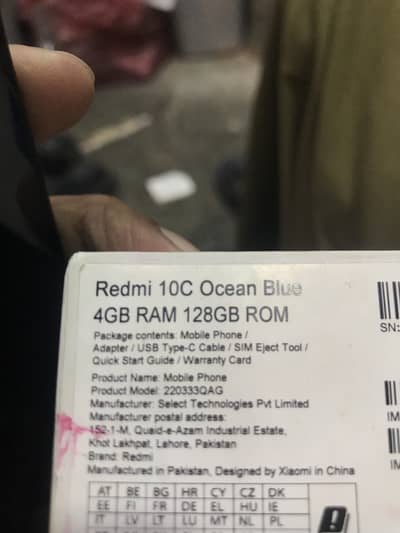 Redmi 10C Ocean Blue
4GB RAM 128GB ROM
Package contents: Mobile Phone /
Adapter / USB Type-C Cable / SIM Eject Tool /
Quick Start Guide / Warranty Card
Product Name: Mobile Phone
Product Model: 220333QAG
Manufacturer: Select Technologies Pvt Limited
Manufacturer postal address:
152-1-M, Quaid-e-Azam Industrial Estate,
Khot Lakhpat, Lahore, Pakistan
Brand: Redmi
Manufactured in Pakistan, Designed by Xiaomi in China
AT BE BG HR CY CZ DK
EE FI FR DE EL HU IE
IT LV LT LU MT NL PL
SN:
IM
IM